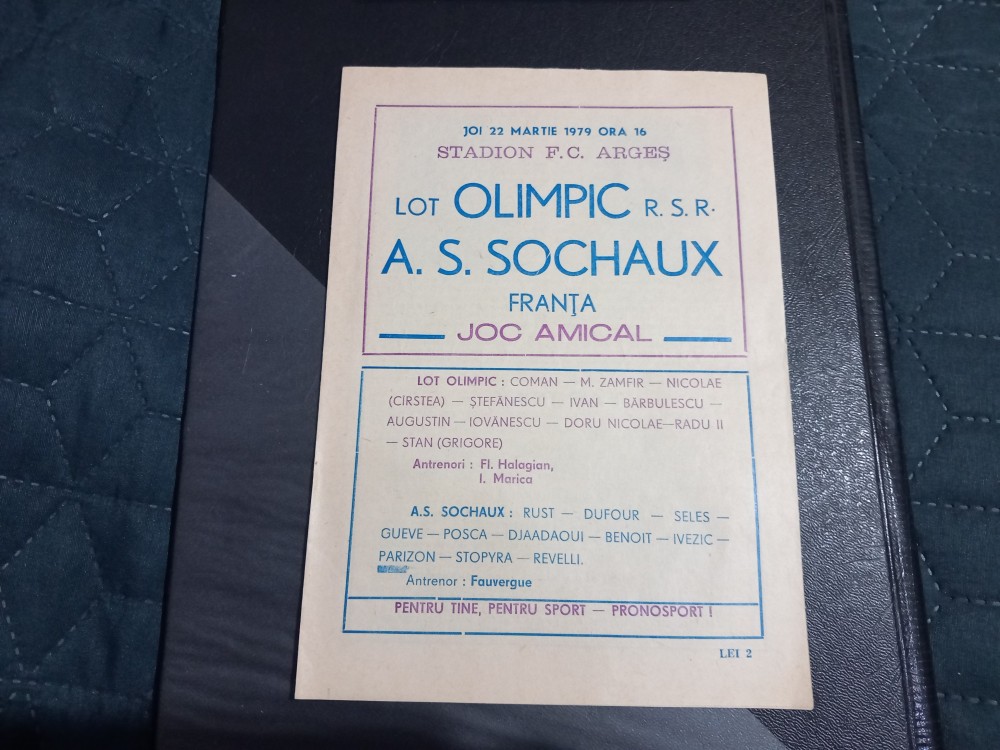 JOI 22 MARTIE 1979 ORA 16
STADION F.C. ARGEŞ
LOT OLIMPIC R. S. R.
A. S. SOCHAUX
FRANŢA
JOC AMICAL
LOT OLIMPIC : COMAN — M. ZAMFIR — NICOLAE
(CÎRSTEA) — ŞTEFĂNESCU — IVAN — BĂRBULESCU —
AUGUSTIN — IOVĂNESCU — DORU NICOLAE—RADU II
— STAN (GRIGORE)
Antrenori : Fl. Halagian,
I. Marica
A.S. SOCHAUX : RUST — DUFOUR — SELES —
GUEVE — POSCA — DJAADAOUI — BENOIT — IVEZIC —
PARIZON — STOPYRA — REVELLI.
Antrenor : Fauvergue
PENTRU TINE, PENTRU SPORT — PRONOSPORT !
LEI 2